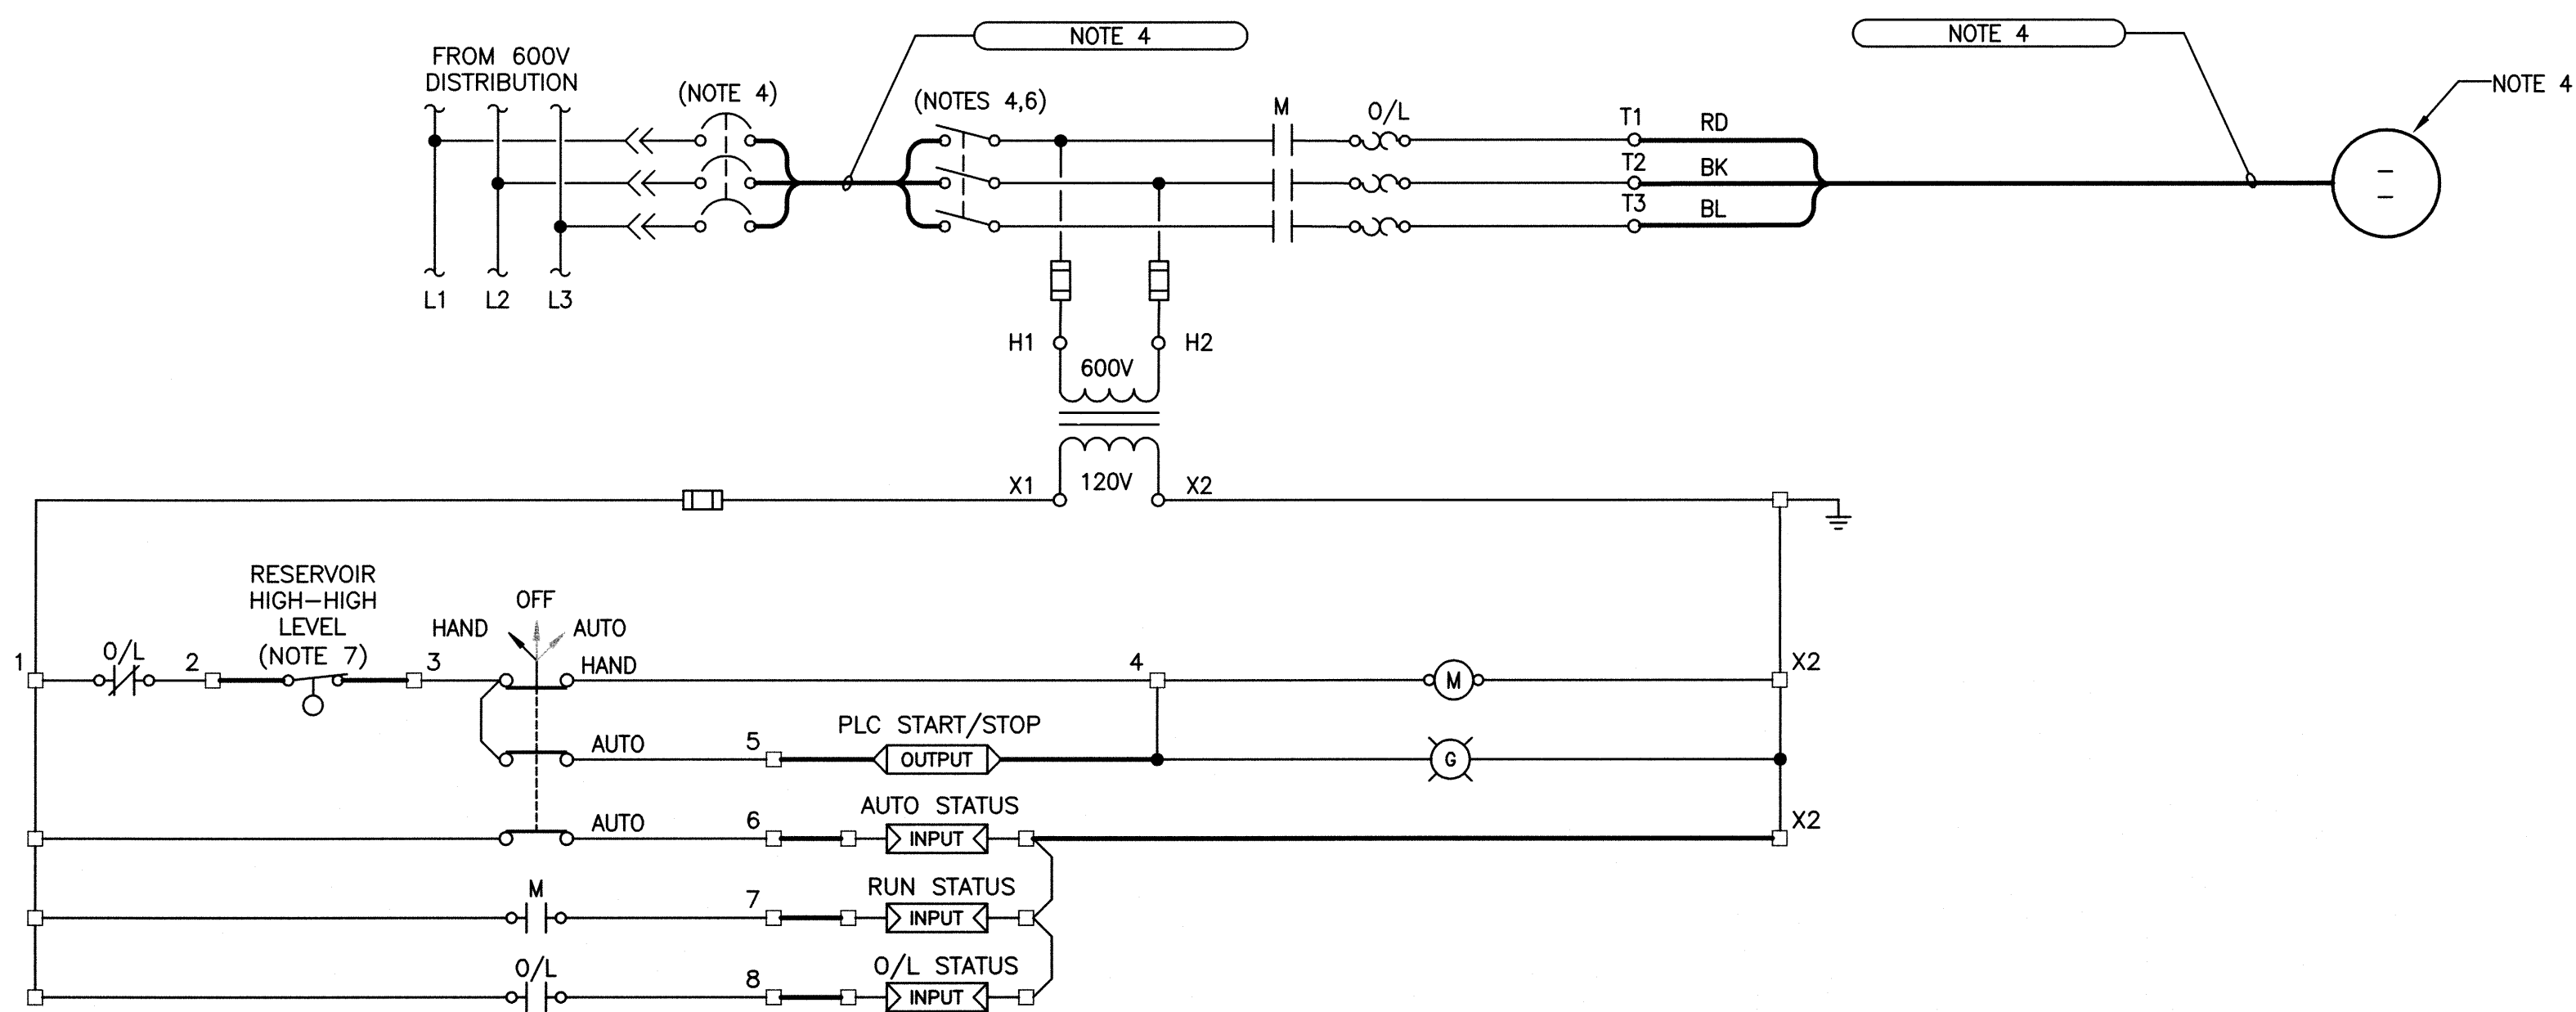 NOTE 4
NOTE 4
FROM 600V
DISTRIBUTION
(NOTE 4)
(NOTES 4,6)
M
O/L
T1
RD
NOTE 4
T2
BK
T3
BL
L1
L2
L3
H1
H2
600V
X1
120V
X2
RESERVOIR
HIGH-HIGH
LEVEL
(NOTE 7)
OFF
HAND
AUTO
1
O/L
2
3
HAND
4
M
X2
PLC START/STOP
AUTO
5
OUTPUT
G
AUTO STATUS
AUTO
6
INPUT
X2
M
RUN STATUS
7
INPUT
O/L
O/L STATUS
8
INPUT